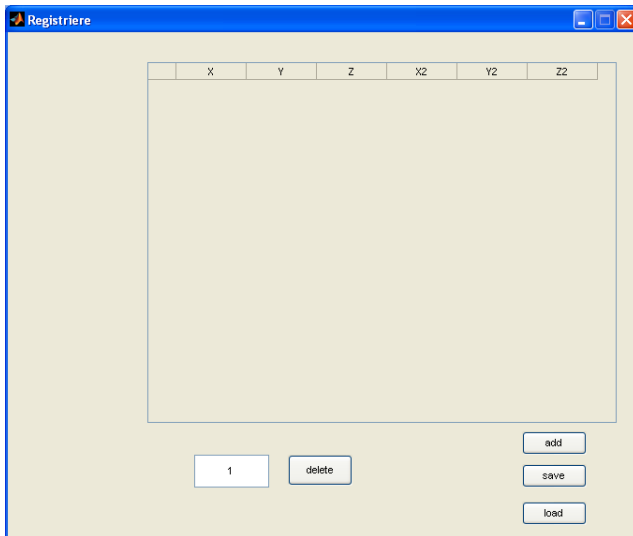 Registriere
X Y Z X2 Y2 Z2
add
1 delete
save
load